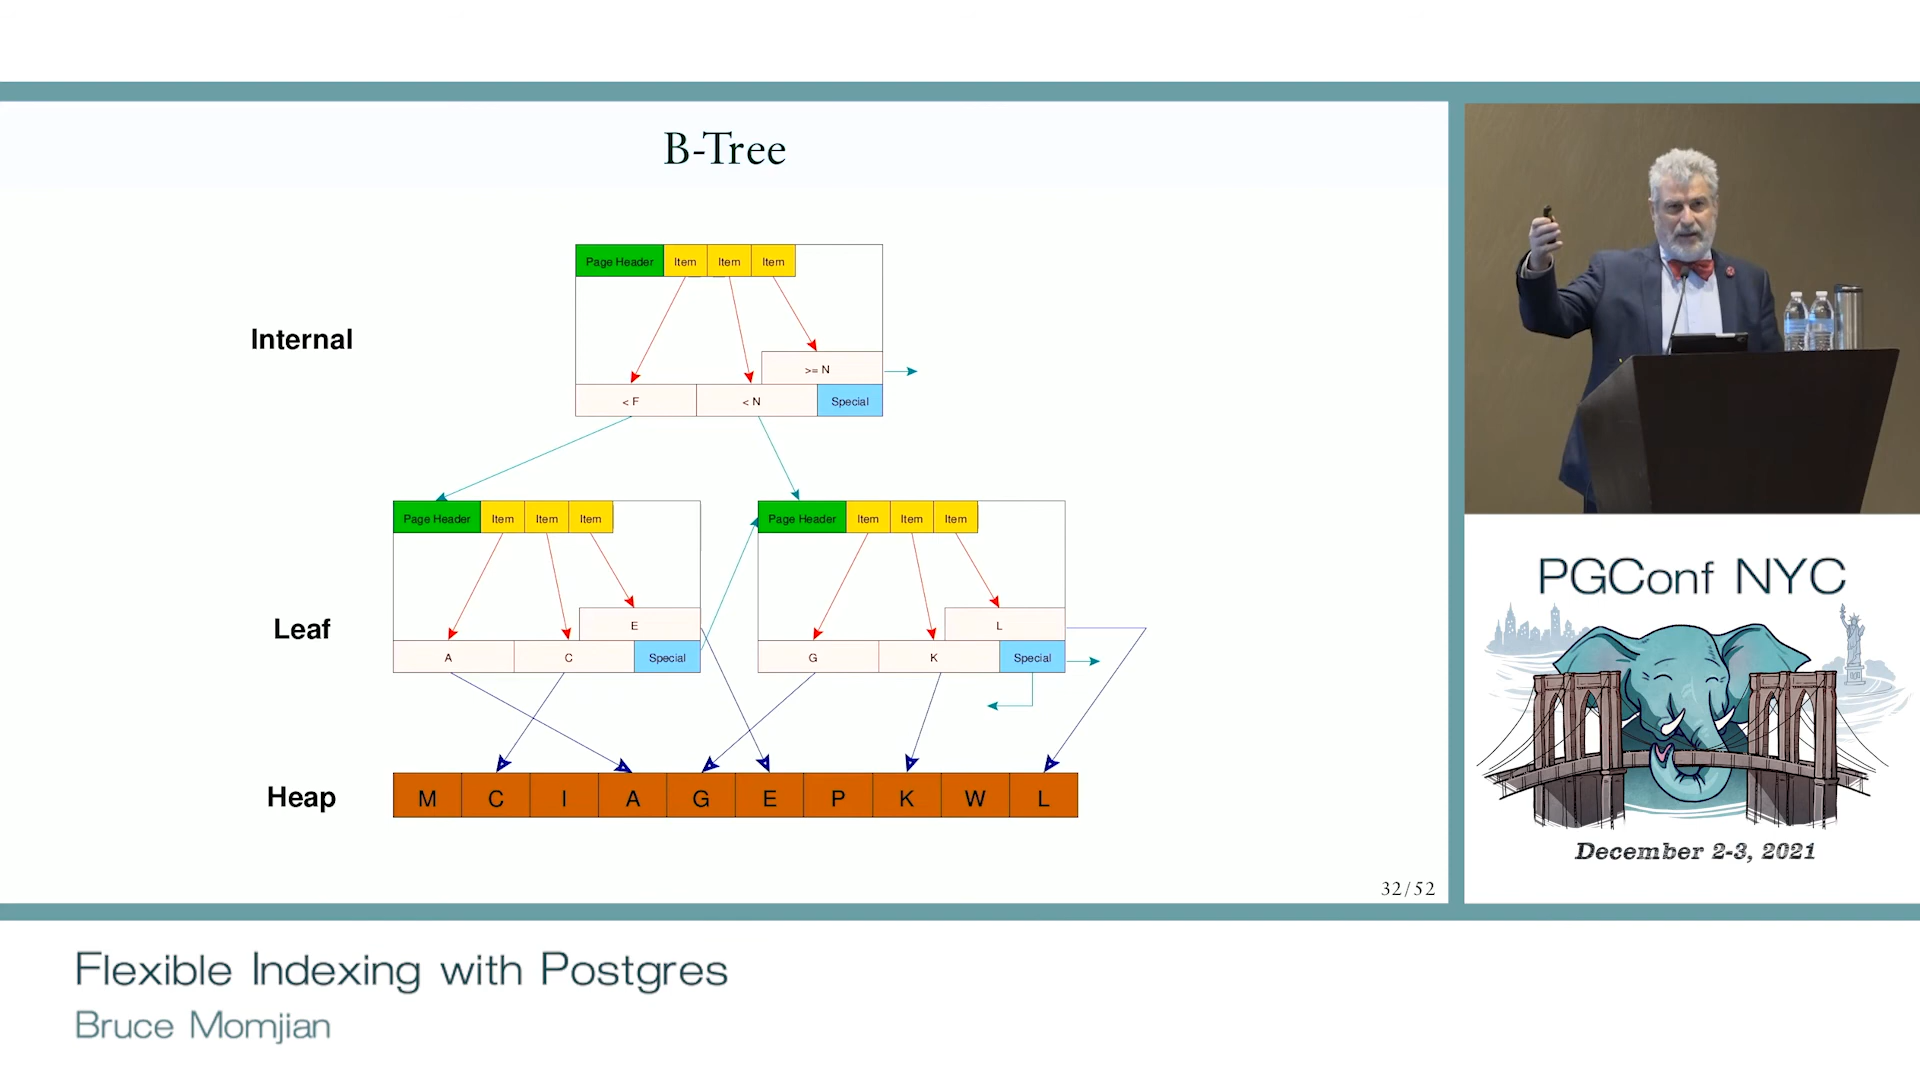 B-Tree
Page Header Item Item Item
Internal
>= N
< F < N Special
Page Header Item Item Item
Page Header Item Item Item
Leaf
E
A C Special
L
G K Special
Heap
M C I A G E P K W L
32/52
PGConf NYC
December 2-3, 2021
Flexible Indexing with Postgres
Bruce Momjian